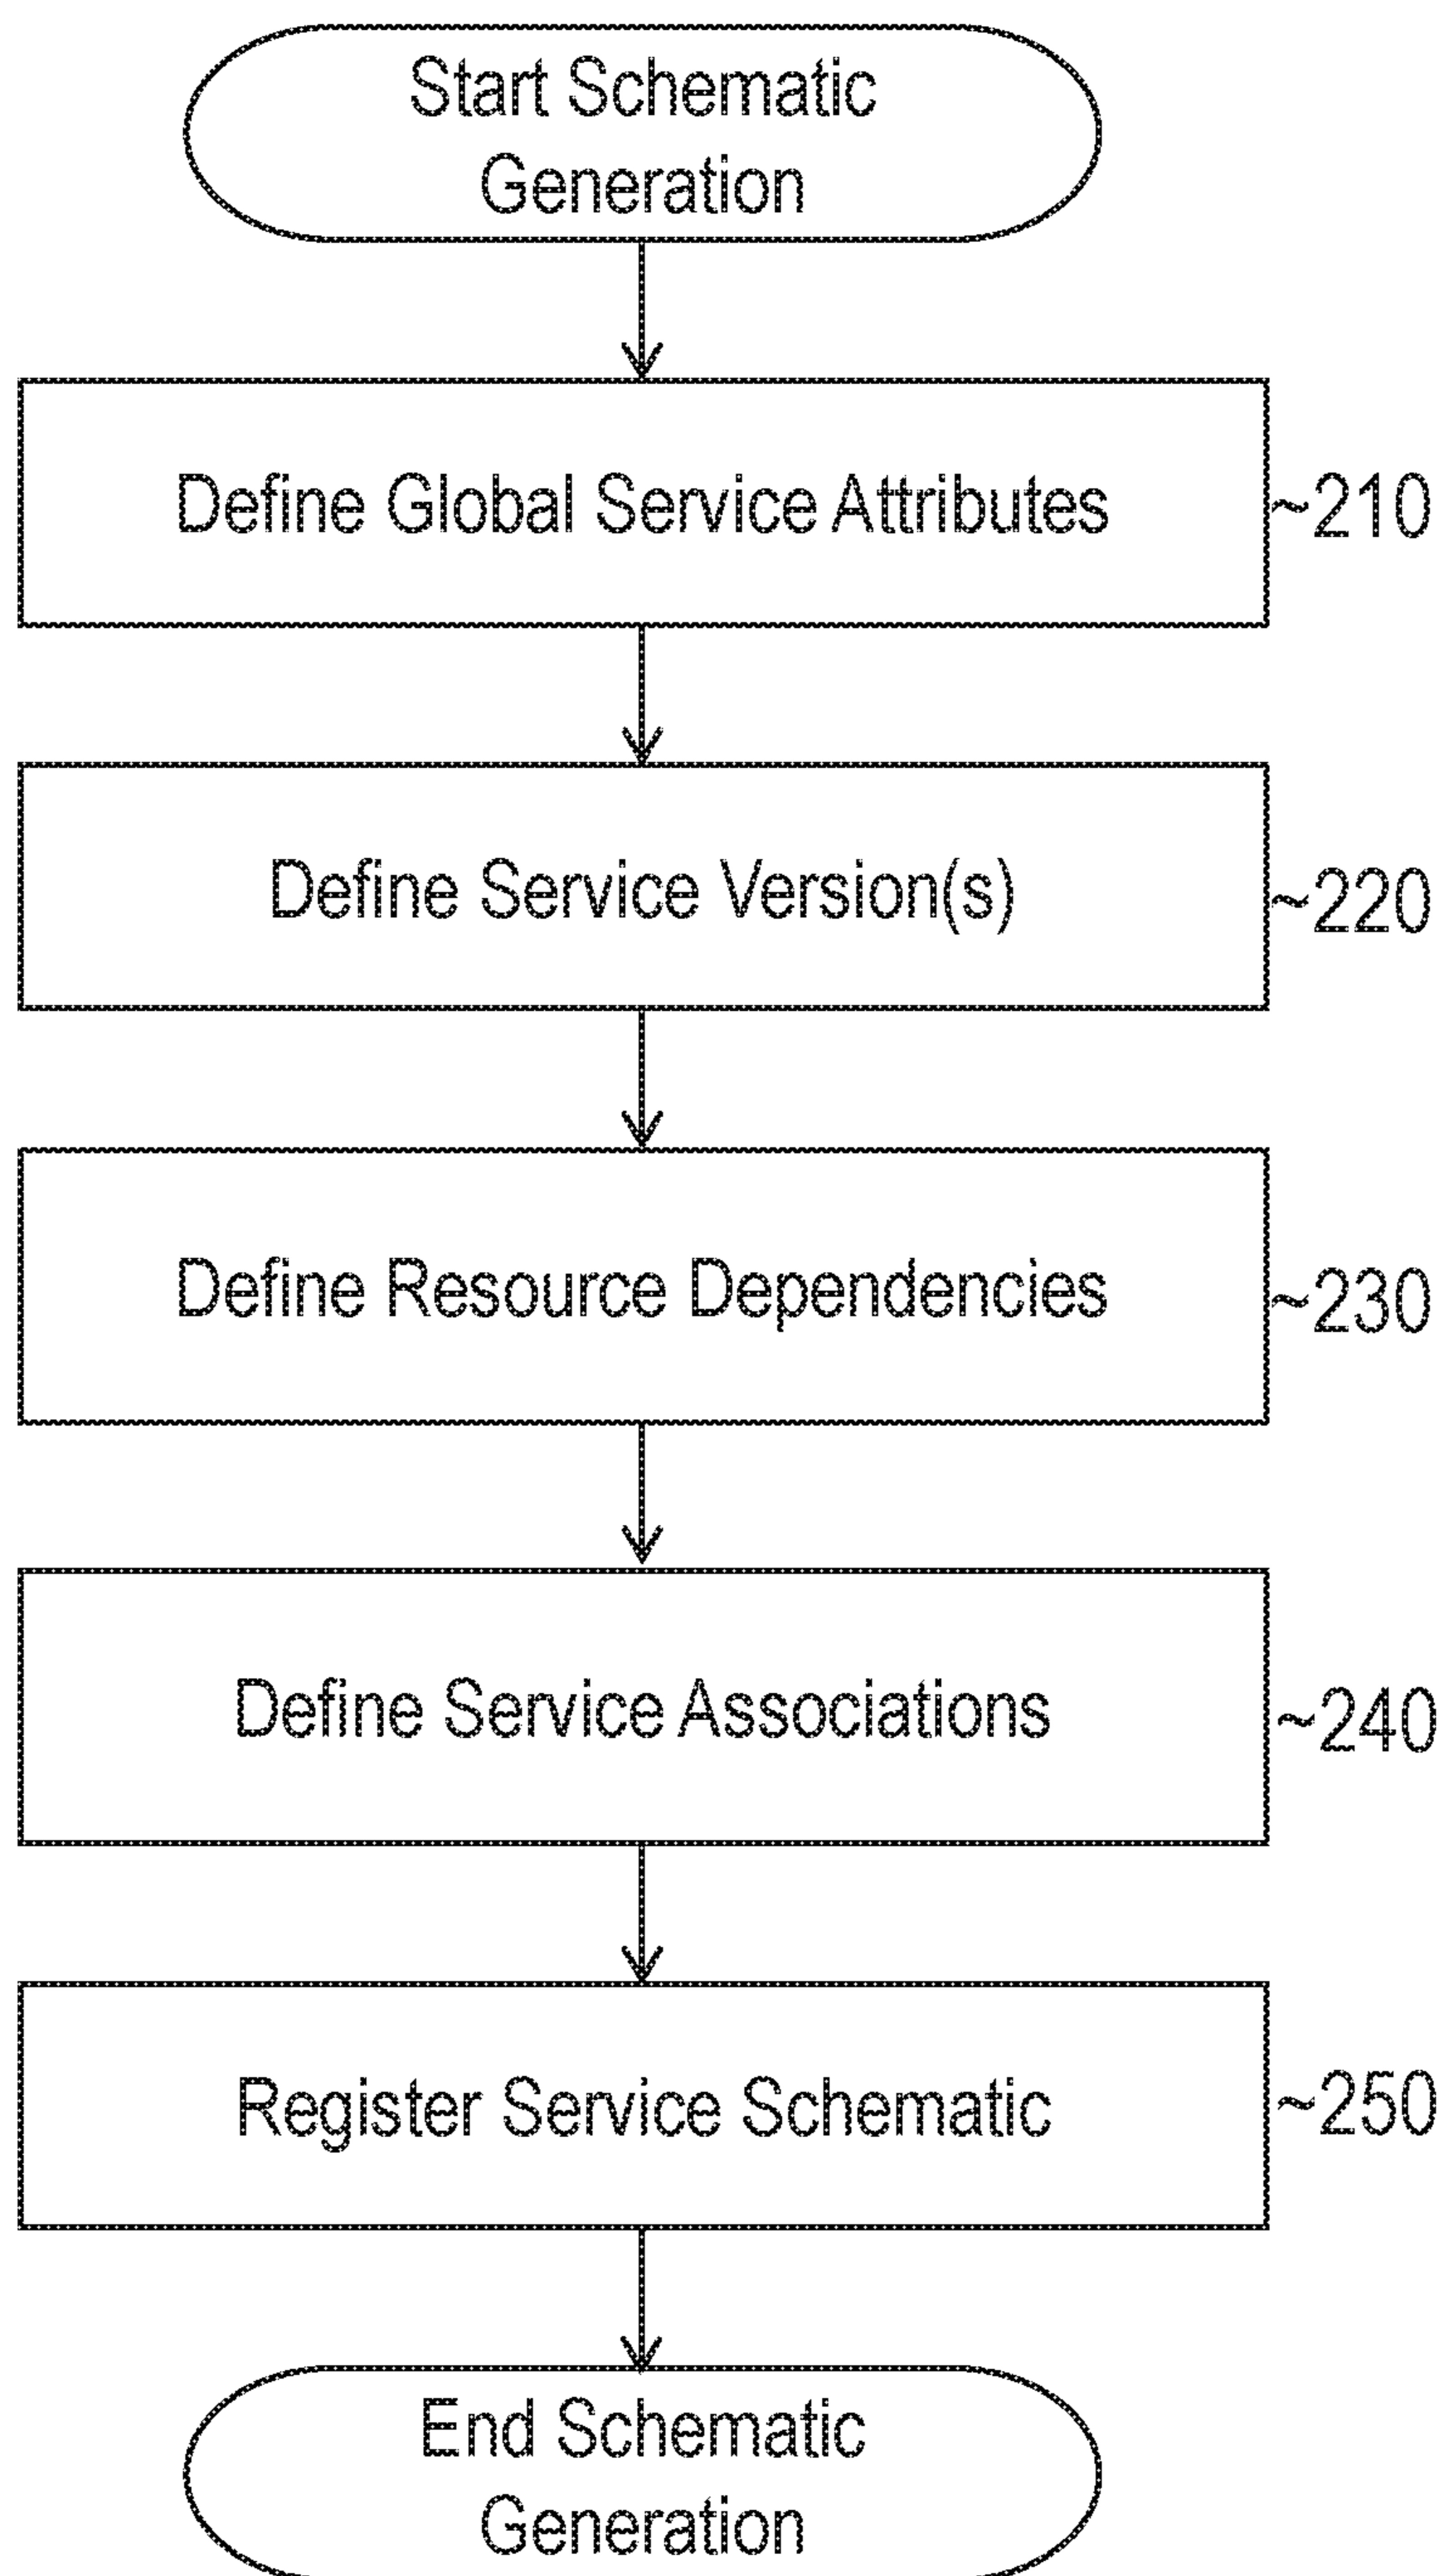 Start Schematic
Generation
Define Global Service Attributes
~210
Define Service Version(s)
~220
Define Resource Dependencies
~230
Define Service Associations
~240
Register Service Schematic
~250
End Schematic
Generation